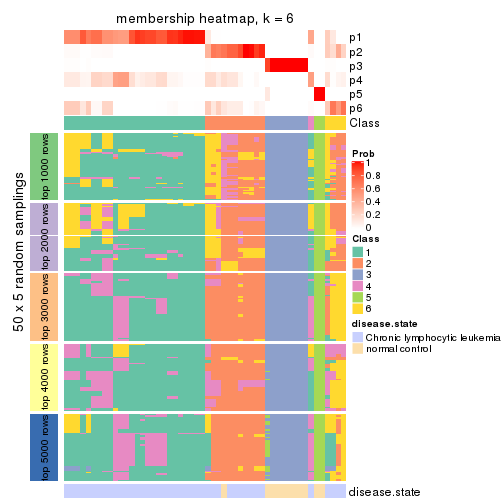 membership heatmap, k = 6
p1
p2
p3
p4
p5
p6
Class
50 x 5 random samplings
top 1000 rows
top 2000 rows
top 3000 rows
top 4000 rows
top 5000 rows
disease.state
Prob
1
0.8
0.6
0.4
0.2
0
Class
1
2
3
4
5
6
disease.state
Chronic lymphocytic leukemia
normal control